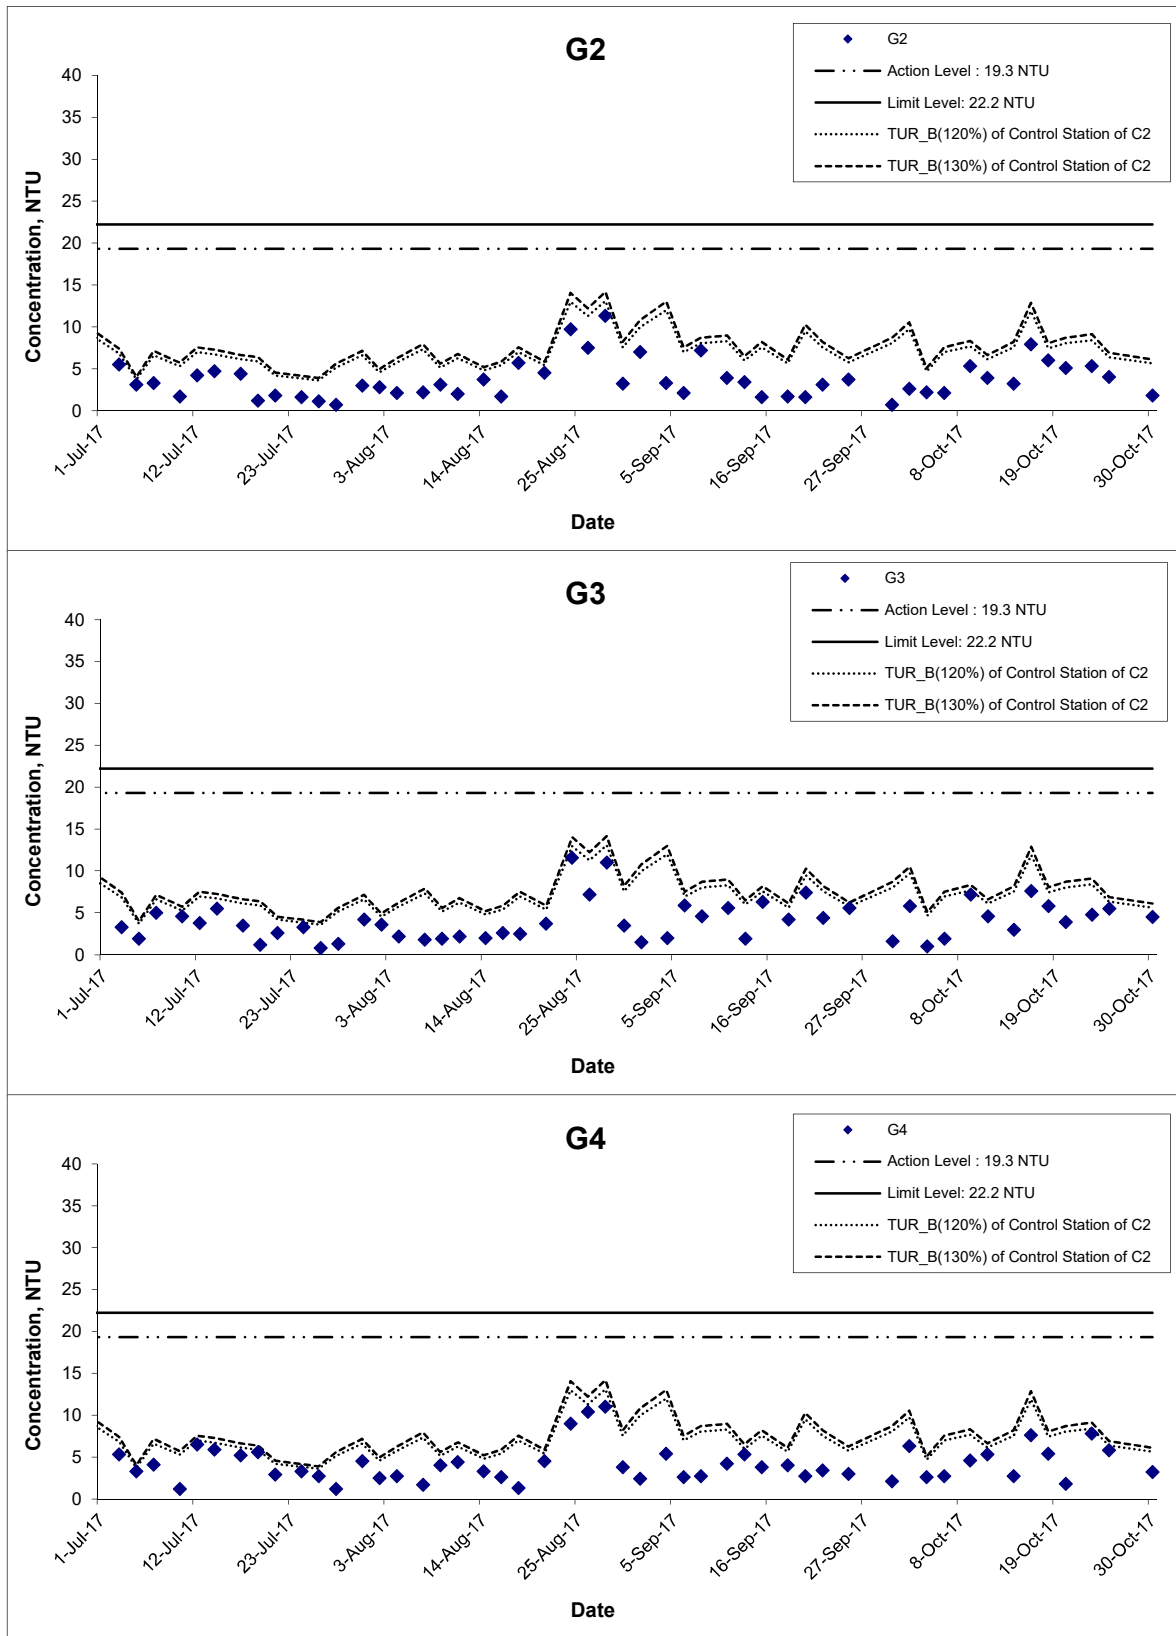 G2
G2
Action Level : 19.3 NTU
Limit Level: 22.2 NTU
TUR_B(120%) of Control Station of C2
TUR_B(130%) of Control Station of C2
Concentration, NTU
40
35
30
25
20
15
10
5
0
1-Jul-17
12-Jul-17
23-Jul-17
3-Aug-17
14-Aug-17
25-Aug-17
5-Sep-17
16-Sep-17
27-Sep-17
8-Oct-17
19-Oct-17
30-Oct-17
Date
G3
G3
Action Level : 19.3 NTU
Limit Level: 22.2 NTU
TUR_B(120%) of Control Station of C2
TUR_B(130%) of Control Station of C2
Concentration, NTU
40
35
30
25
20
15
10
5
0
1-Jul-17
12-Jul-17
23-Jul-17
3-Aug-17
14-Aug-17
25-Aug-17
5-Sep-17
16-Sep-17
27-Sep-17
8-Oct-17
19-Oct-17
30-Oct-17
Date
G4
G4
Action Level : 19.3 NTU
Limit Level: 22.2 NTU
TUR_B(120%) of Control Station of C2
TUR_B(130%) of Control Station of C2
Concentration, NTU
40
35
30
25
20
15
10
5
0
1-Jul-17
12-Jul-17
23-Jul-17
3-Aug-17
14-Aug-17
25-Aug-17
5-Sep-17
16-Sep-17
27-Sep-17
8-Oct-17
19-Oct-17
30-Oct-17
Date